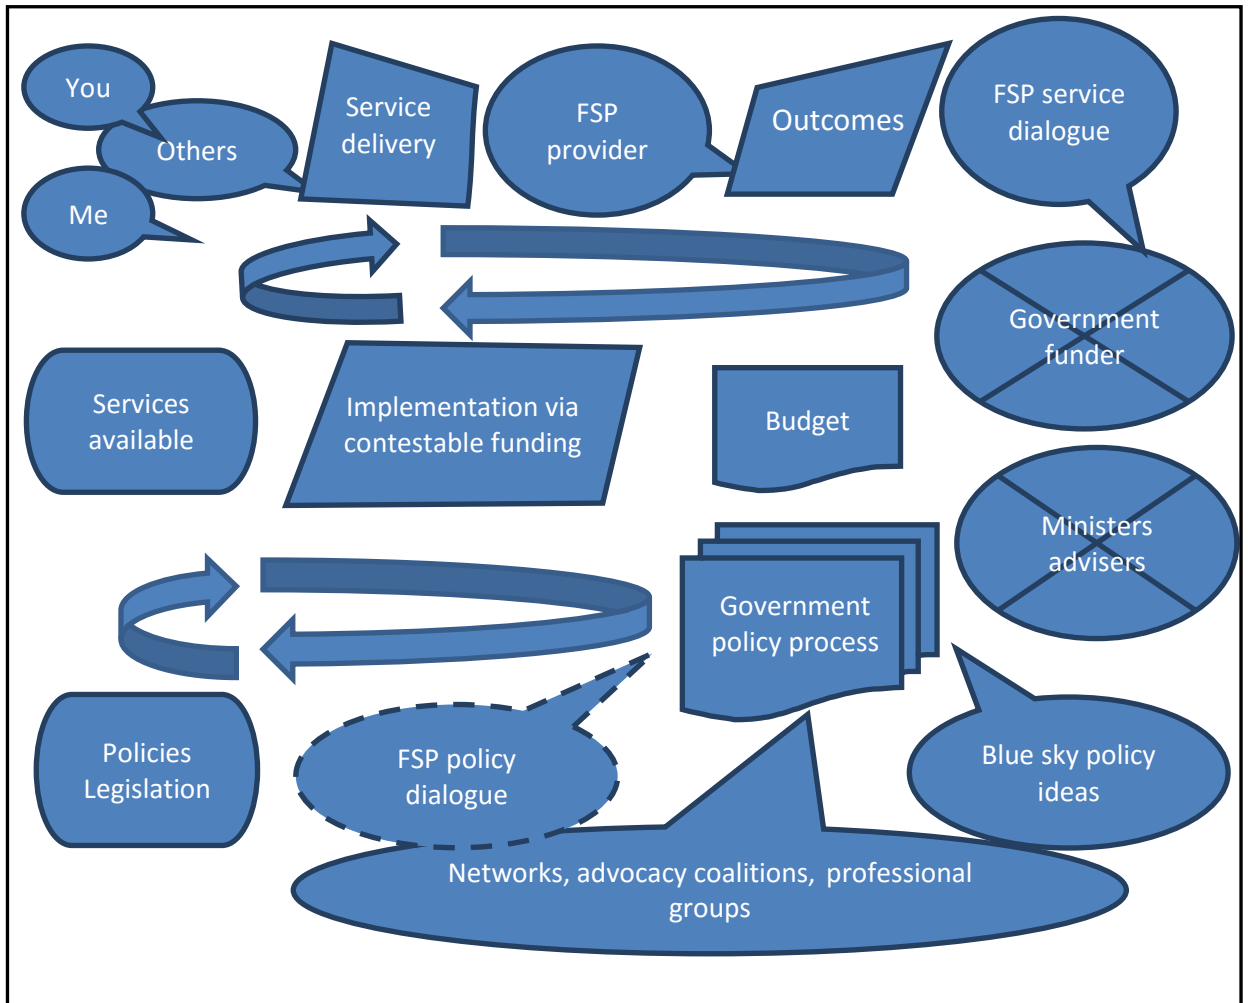 You
Others
Me
Service
delivery
FSP
provider
Outcomes
FSP service
dialogue
Government
funder
Services
available
Implementation via
contestable funding
Budget
Ministers
advisers
Government
policy process
Policies
Legislation
FSP policy
dialogue
Blue sky policy
ideas
Networks, advocacy coalitions, professional
groups